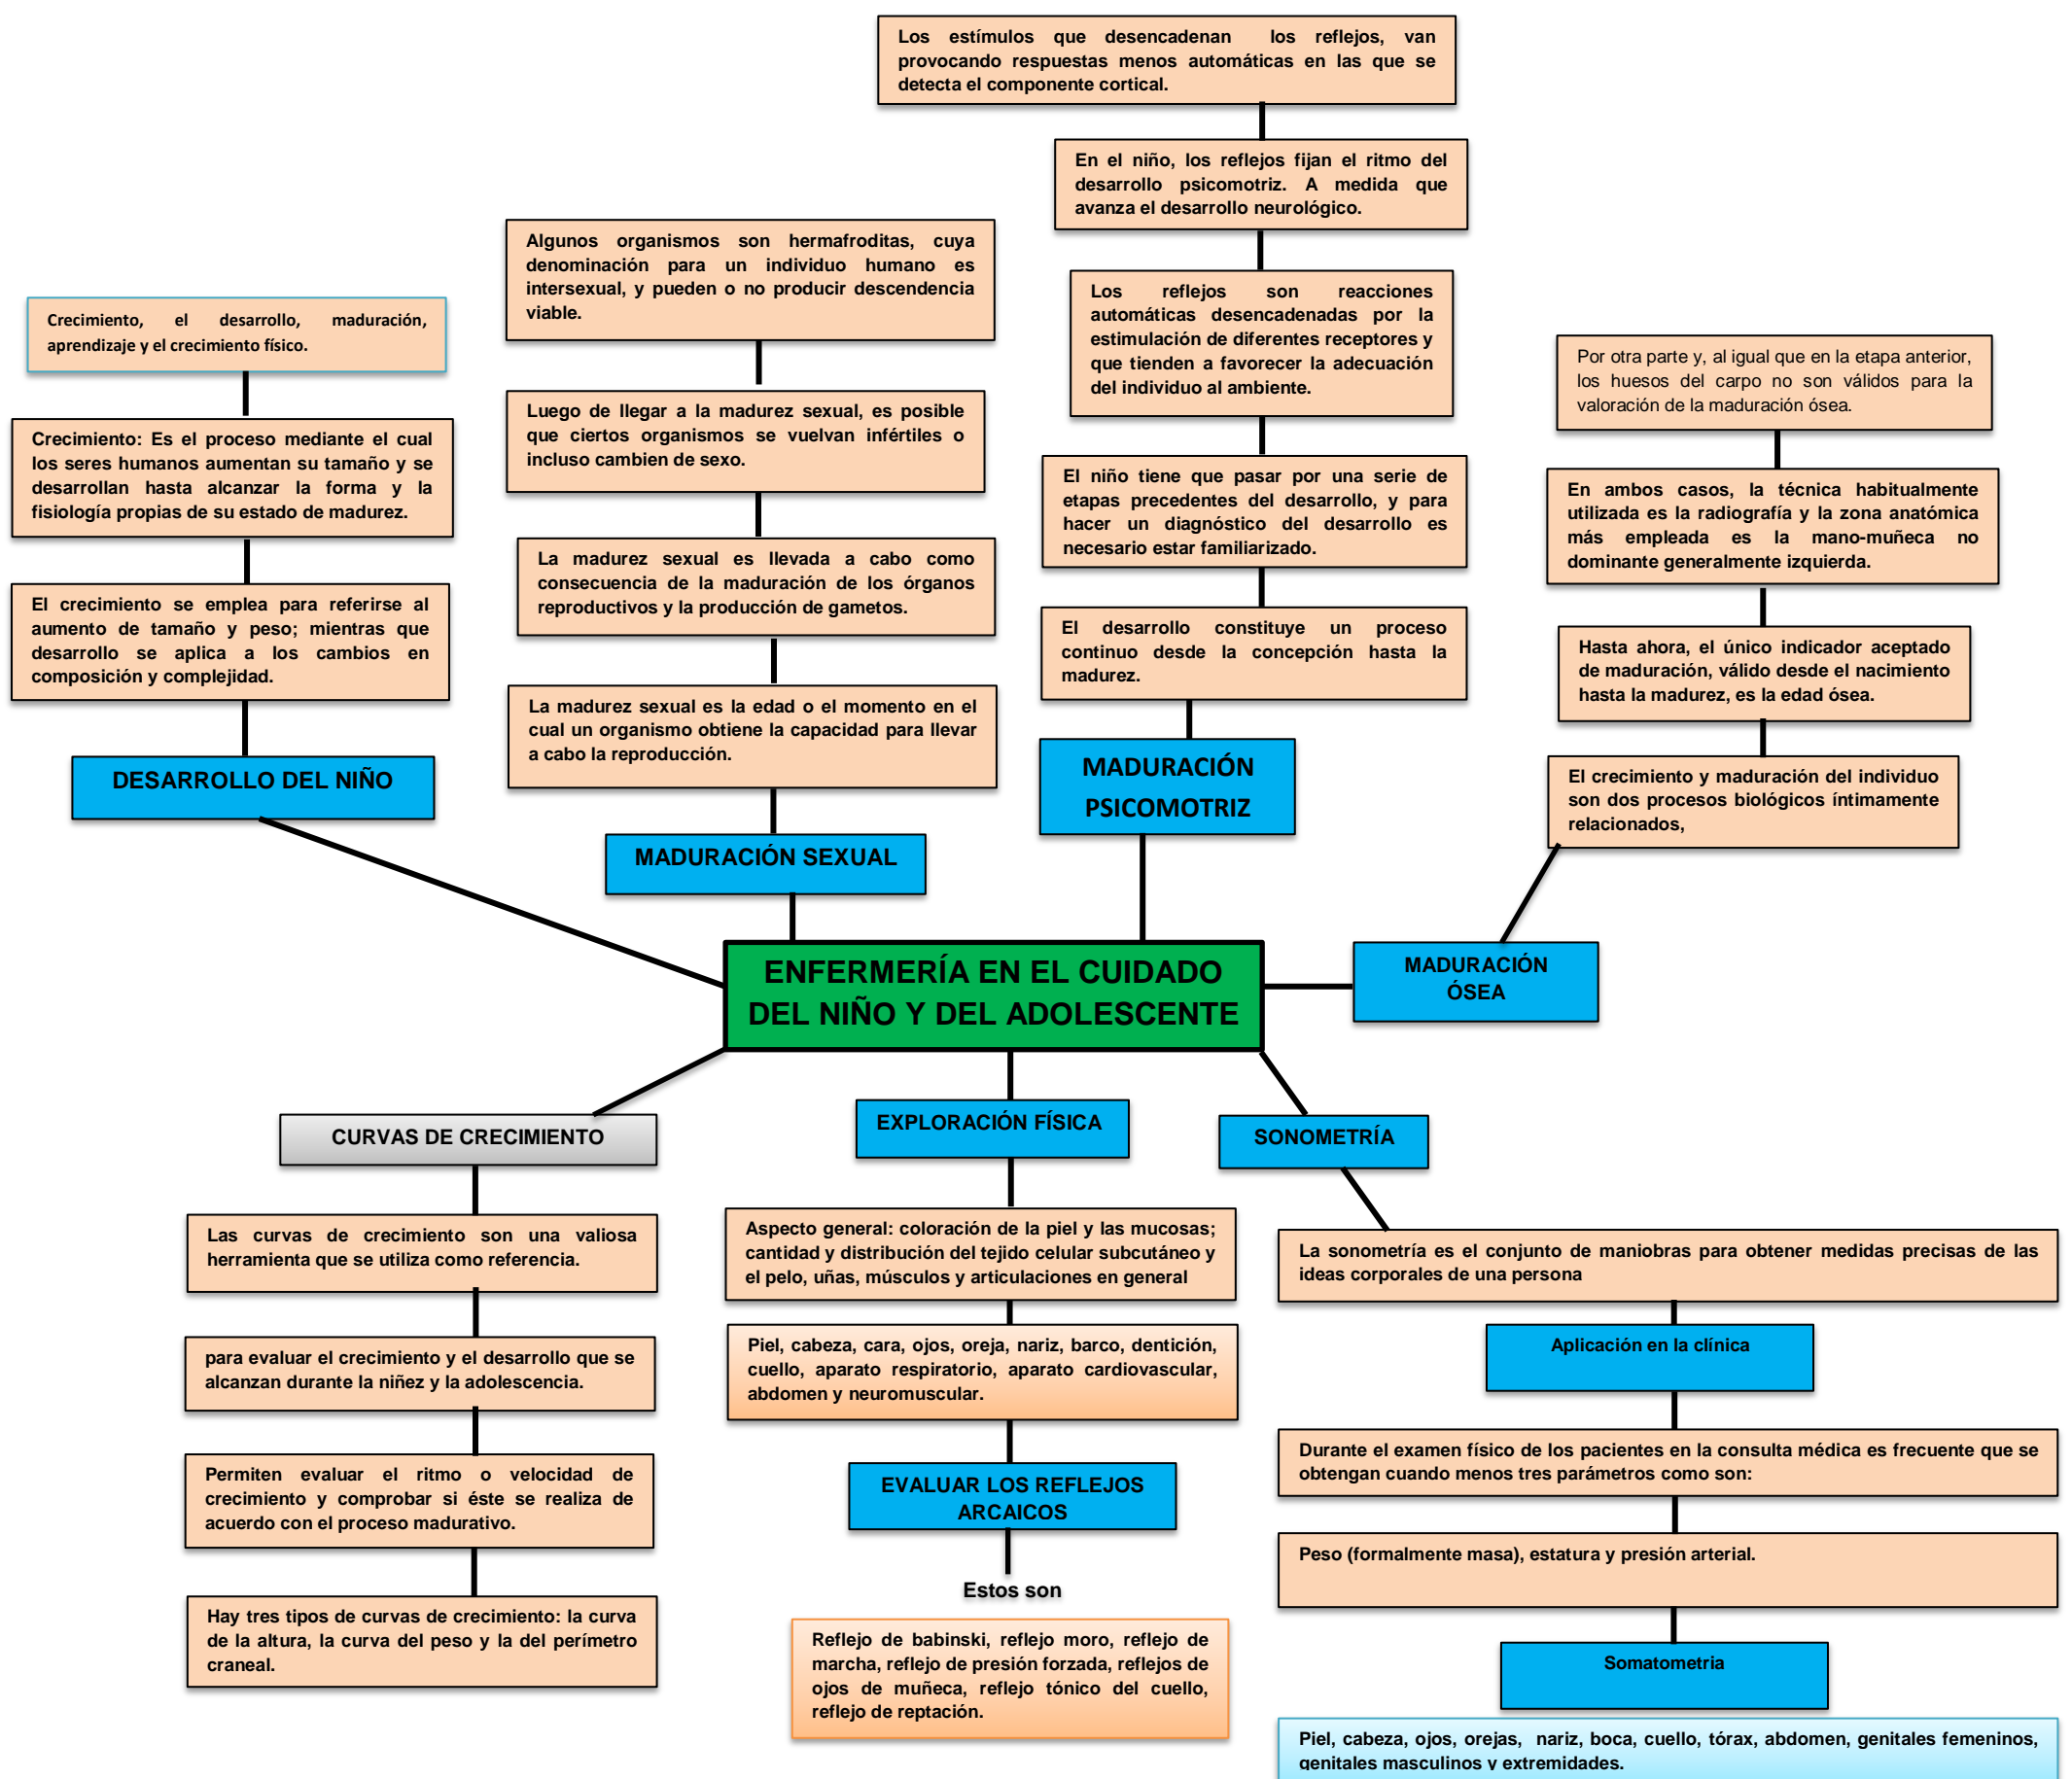 Los estímulos que desencadenan los reflejos, van
provocando respuestas menos automáticas en las que se
detecta el componente cortical.
En el niño, los reflejos fijan el ritmo del
desarrollo psicomotriz. A medida que
avanza el desarrollo neurológico.
Algunos organismos son hermafroditas, cuya
denominación para un individuo humano es
intersexual, y pueden o no producir descendencia
viable.
Los reflejos son reacciones
automáticas desencadenadas por la
estimulación de diferentes receptores y
que tienden a favorecer la adecuación
del individuo al ambiente.
Crecimiento, el desarrollo, maduración,
aprendizaje y el crecimiento físico.
Por otra parte y, al igual que en la etapa anterior,
los huesos del carpo no son válidos para la
valoración de la maduración ósea.
Crecimiento: Es el proceso mediante el cual
los seres humanos aumentan su tamaño y se
desarrollan hasta alcanzar la forma y la
fisiología propias de su estado de madurez.
Luego de llegar a la madurez sexual, es posible
que ciertos organismos se vuelvan infértiles o
incluso cambien de sexo.
El niño tiene que pasar por una serie de
etapas precedentes del desarrollo, y para
hacer un diagnóstico del desarrollo es
necesario estar familiarizado.
En ambos casos, la técnica habitualmente
utilizada es la radiografía y la zona anatómica
más empleada es la mano-muñeca no
dominante generalmente izquierda.
La madurez sexual es llevada a cabo como
consecuencia de la maduración de los órganos
reproductivos y la producción de gametos.
El crecimiento se emplea para referirse al
aumento de tamaño y peso; mientras que
desarrollo se aplica a los cambios en
composición y complejidad.
El desarrollo constituye un proceso
continuo desde la concepción hasta la
madurez.
Hasta ahora, el único indicador aceptado
de maduración, válido desde el nacimiento
hasta la madurez, es la edad ósea.
La madurez sexual es la edad o el momento en el
cual un organismo obtiene la capacidad para llevar
a cabo la reproducción.
DESARROLLO DEL NIÑO
MADURACIÓN
PSICOMOTRIZ
El crecimiento y maduración del individuo
son dos procesos biológicos íntimamente
relacionados,
MADURACIÓN SEXUAL
ENFERMERÍA EN EL CUIDADO
DEL NIÑO Y DEL ADOLESCENTE
MADURACIÓN
ÓSEA
CURVAS DE CRECIMIENTO
EXPLORACIÓN FÍSICA
SONOMETRÍA
Las curvas de crecimiento son una valiosa
herramienta que se utiliza como referencia.
para evaluar el crecimiento y el desarrollo que se
alcanzan durante la niñez y la adolescencia.
Permiten evaluar el ritmo o velocidad de
crecimiento y comprobar si éste se realiza de
acuerdo con el proceso madurativo.
Hay tres tipos de curvas de crecimiento: la curva
de la altura, la curva del peso y la del perímetro
craneal.
Aspecto general: coloración de la piel y las mucosas;
cantidad y distribución del tejido celular subcutáneo y
el pelo, uñas, músculos y articulaciones en general
Piel, cabeza, cara, ojos, oreja, nariz, barco, dentición,
cuello, aparato respiratorio, aparato cardiovascular,
abdomen y neuromuscular.
EVALUAR LOS REFLEJOS
ARCAICOS
Estos son
Reflejo de babinski, reflejo moro, reflejo de
marcha, reflejo de presión forzada, reflejos de
ojos de muñeca, reflejo tónico del cuello,
reflejo de reptación.
La sonometría es el conjunto de maniobras para obtener medidas precisas de las
ideas corporales de una persona
Aplicación en la clínica
Durante el examen físico de los pacientes en la consulta médica es frecuente que se
obtengan cuando menos tres parámetros como son:
Peso (formalmente masa), estatura y presión arterial.
Somatometria
Piel, cabeza, ojos, orejas, nariz, boca, cuello, tórax, abdomen, genitales femeninos,
genitales masculinos y extremidades.